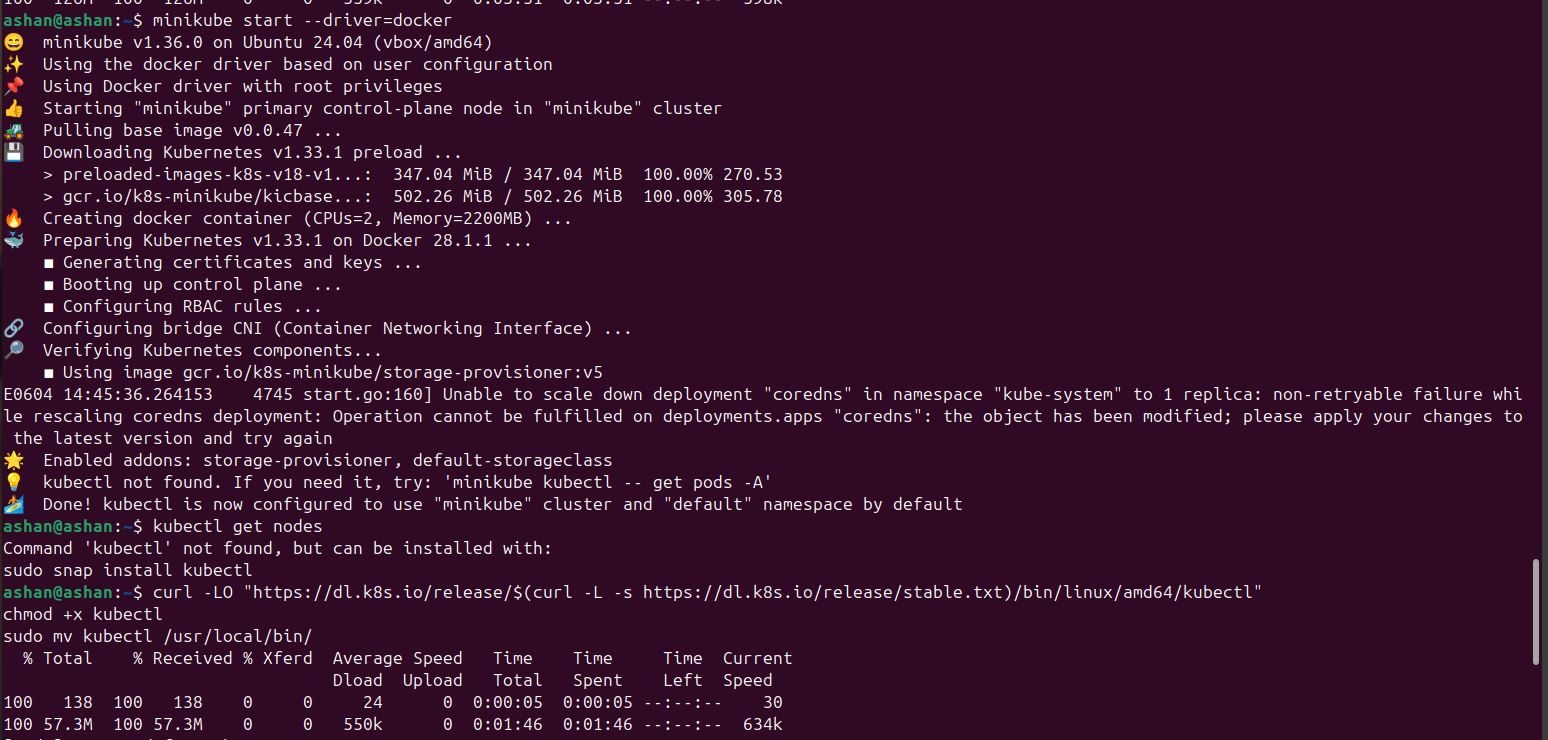 ashan@ashan:~$ minikube start --driver=docker
😄  minikube v1.36.0 on Ubuntu 24.04 (vbox/amd64)
✨  Using the docker driver based on user configuration
📌  Using Docker driver with root privileges
👍  Starting "minikube" primary control-plane node in "minikube" cluster
🚜  Pulling base image v0.0.47 ...
💾  Downloading Kubernetes v1.33.1 preload ...
    > preloaded-images-k8s-v18-v1...:  347.04 MiB / 347.04 MiB  100.00% 270.53
    > gcr.io/k8s-minikube/kicbase...:  502.26 MiB / 502.26 MiB  100.00% 305.78
🔥  Creating docker container (CPUs=2, Memory=2200MB) ...
🐳  Preparing Kubernetes v1.33.1 on Docker 28.1.1 ...
    ■ Generating certificates and keys ...
    ■ Booting up control plane ...
    ■ Configuring RBAC rules ...
🔗  Configuring bridge CNI (Container Networking Interface) ...
🔎  Verifying Kubernetes components...
    ■ Using image gcr.io/k8s-minikube/storage-provisioner:v5
E0604 14:45:36.264153    4745 start.go:160] Unable to scale down deployment "coredns" in namespace "kube-system" to 1 replica: non-retryable failure whi
le rescaling coredns deployment: Operation cannot be fulfilled on deployments.apps "coredns": the object has been modified; please apply your changes to
 the latest version and try again
🌟  Enabled addons: storage-provisioner, default-storageclass
💡  kubectl not found. If you need it, try: 'minikube kubectl -- get pods -A'
🏄  Done! kubectl is now configured to use "minikube" cluster and "default" namespace by default
ashan@ashan:~$ kubectl get nodes
Command 'kubectl' not found, but can be installed with:
sudo snap install kubectl
ashan@ashan:~$ curl -LO "https://dl.k8s.io/release/$(curl -L -s https://dl.k8s.io/release/stable.txt)/bin/linux/amd64/kubectl"
chmod +x kubectl
sudo mv kubectl /usr/local/bin/
  % Total    % Received % Xferd  Average Speed   Time    Time     Time  Current
                                 Dload  Upload   Total   Spent    Left  Speed
100   138  100   138    0     0     24      0  0:00:05  0:00:05 --:--:--    30
100 57.3M  100 57.3M    0     0   550k      0  0:01:46  0:01:46 --:--:--  634k